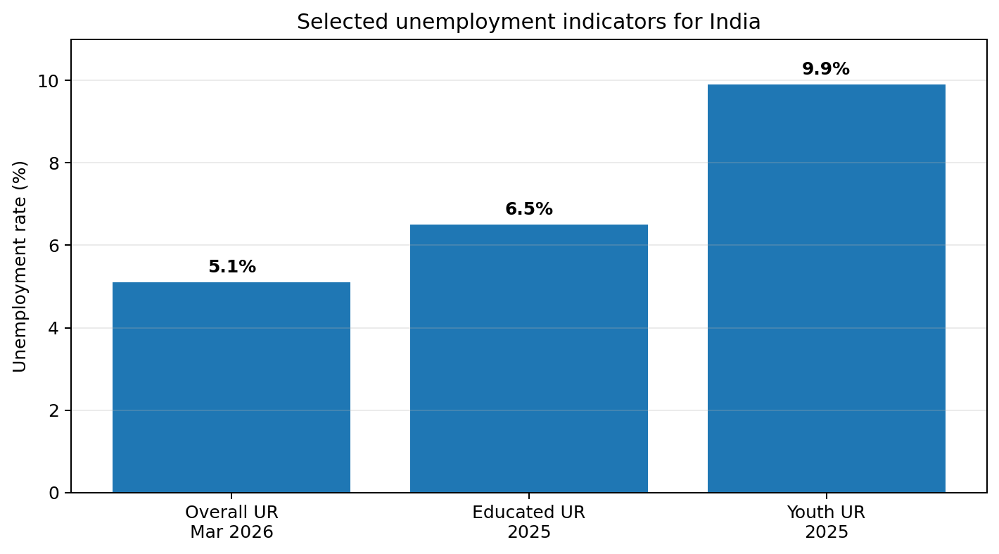 Selected unemployment indicators for India
Unemployment rate (%)
10
8
6
4
2
0
5.1%
6.5%
9.9%
Overall UR
Mar 2026
Educated UR
2025
Youth UR
2025